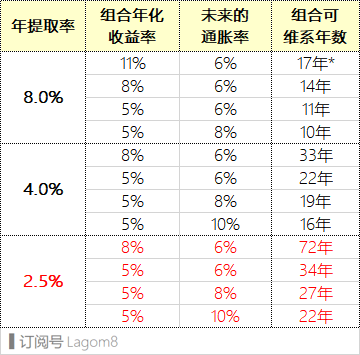 年提取率 组合年化收益率 未来的通胀率 组合可维系年数
8.0% 11% 6% 17年*
8% 6% 14年
5% 6% 11年
5% 8% 10年
4.0% 8% 6% 33年
5% 6% 22年
5% 8% 19年
5% 10% 16年
2.5% 8% 6% 72年
5% 6% 34年
5% 8% 27年
5% 10% 22年
订阅号 Lagom8